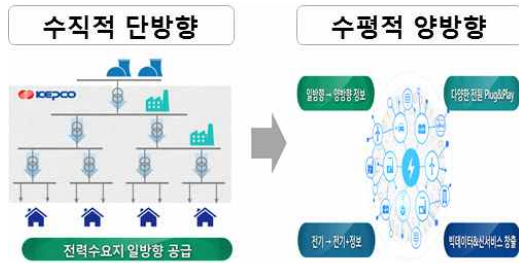 수직적 단방향
수평적 양방향
KEPCO
일방향 → 양방향 정보
다양한 전원 Plug&Play
전기 → 전기+정보
빅데이터&신서비스 창출
전력수요지 일방향 공급